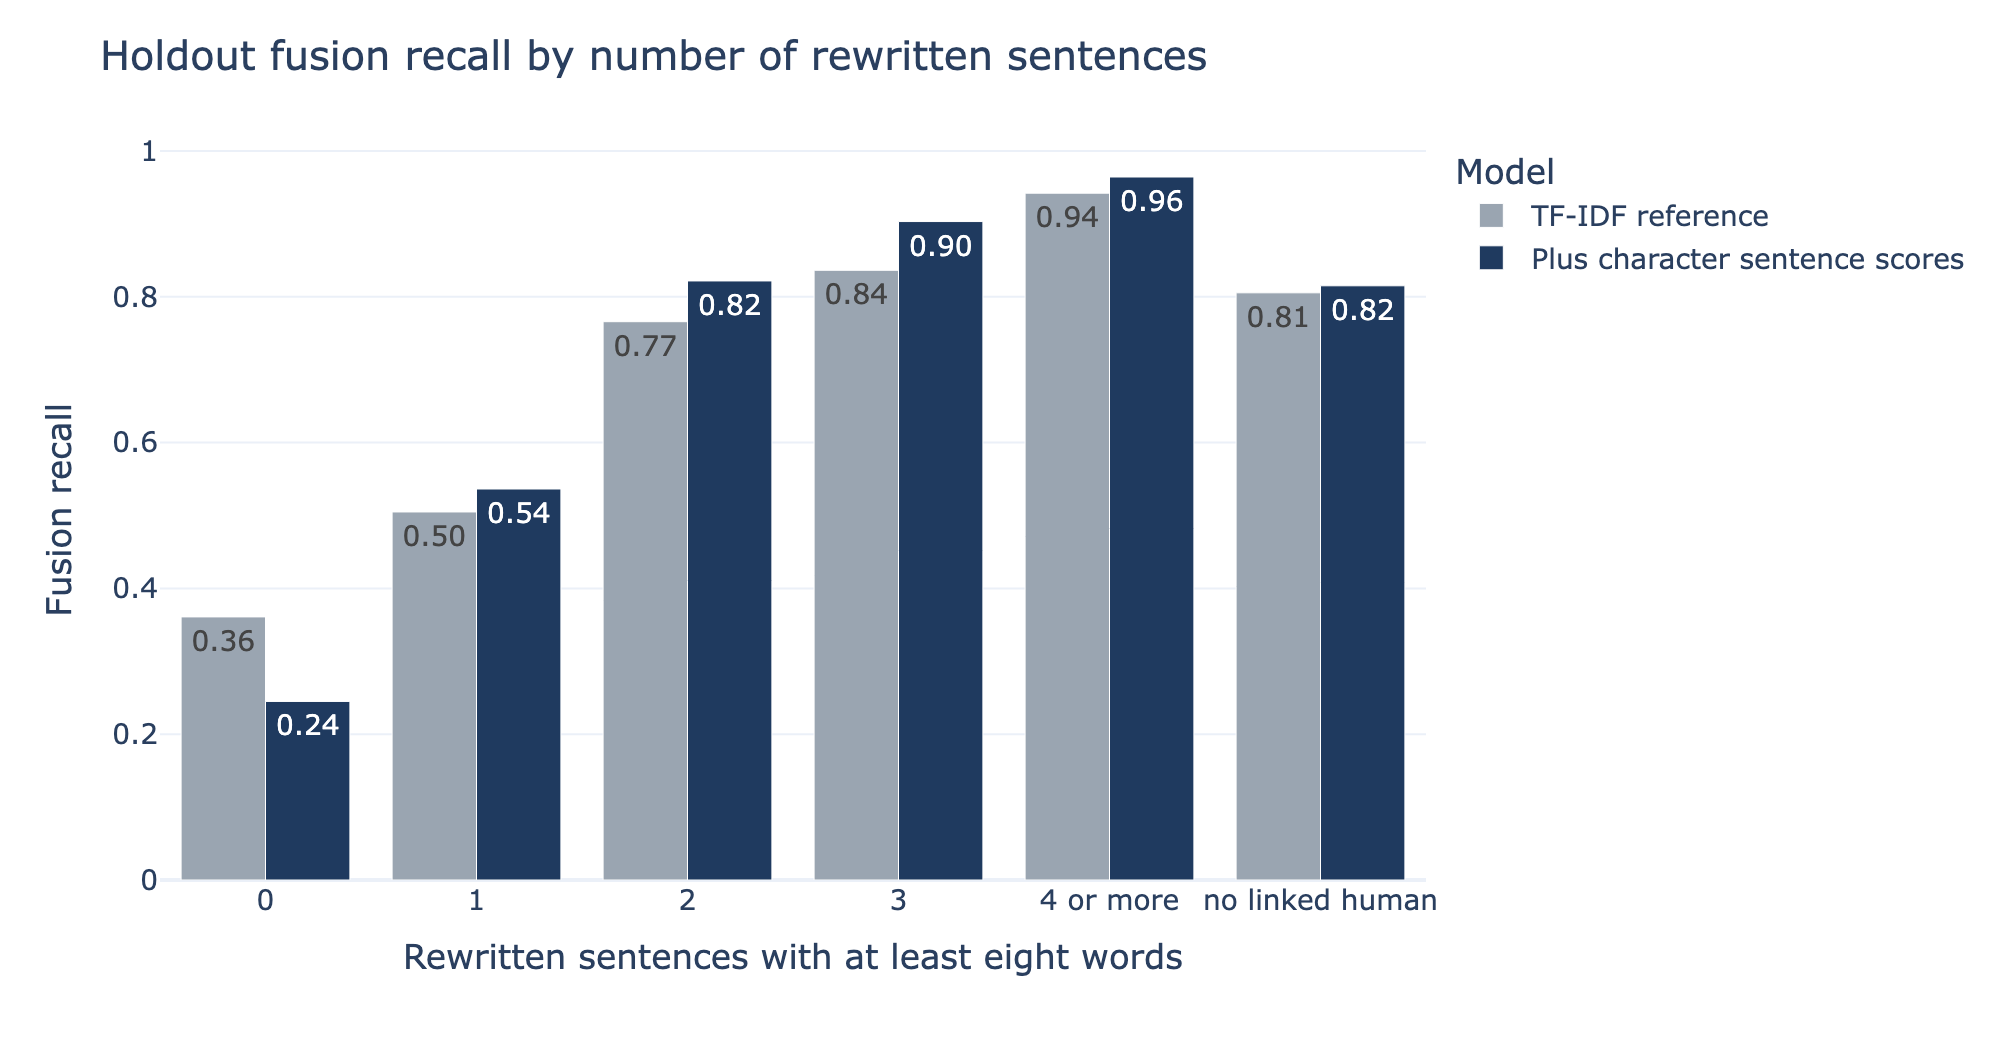 Holdout fusion recall by number of rewritten sentences
Model
TF-IDF reference
Plus character sentence scores
Fusion recall
1
0.8
0.6
0.4
0.2
0
0.36
0.24
0.50
0.54
0.77
0.82
0.84
0.90
0.94
0.96
0.81
0.82
0
1
2
3
4 or more
no linked human
Rewritten sentences with at least eight words